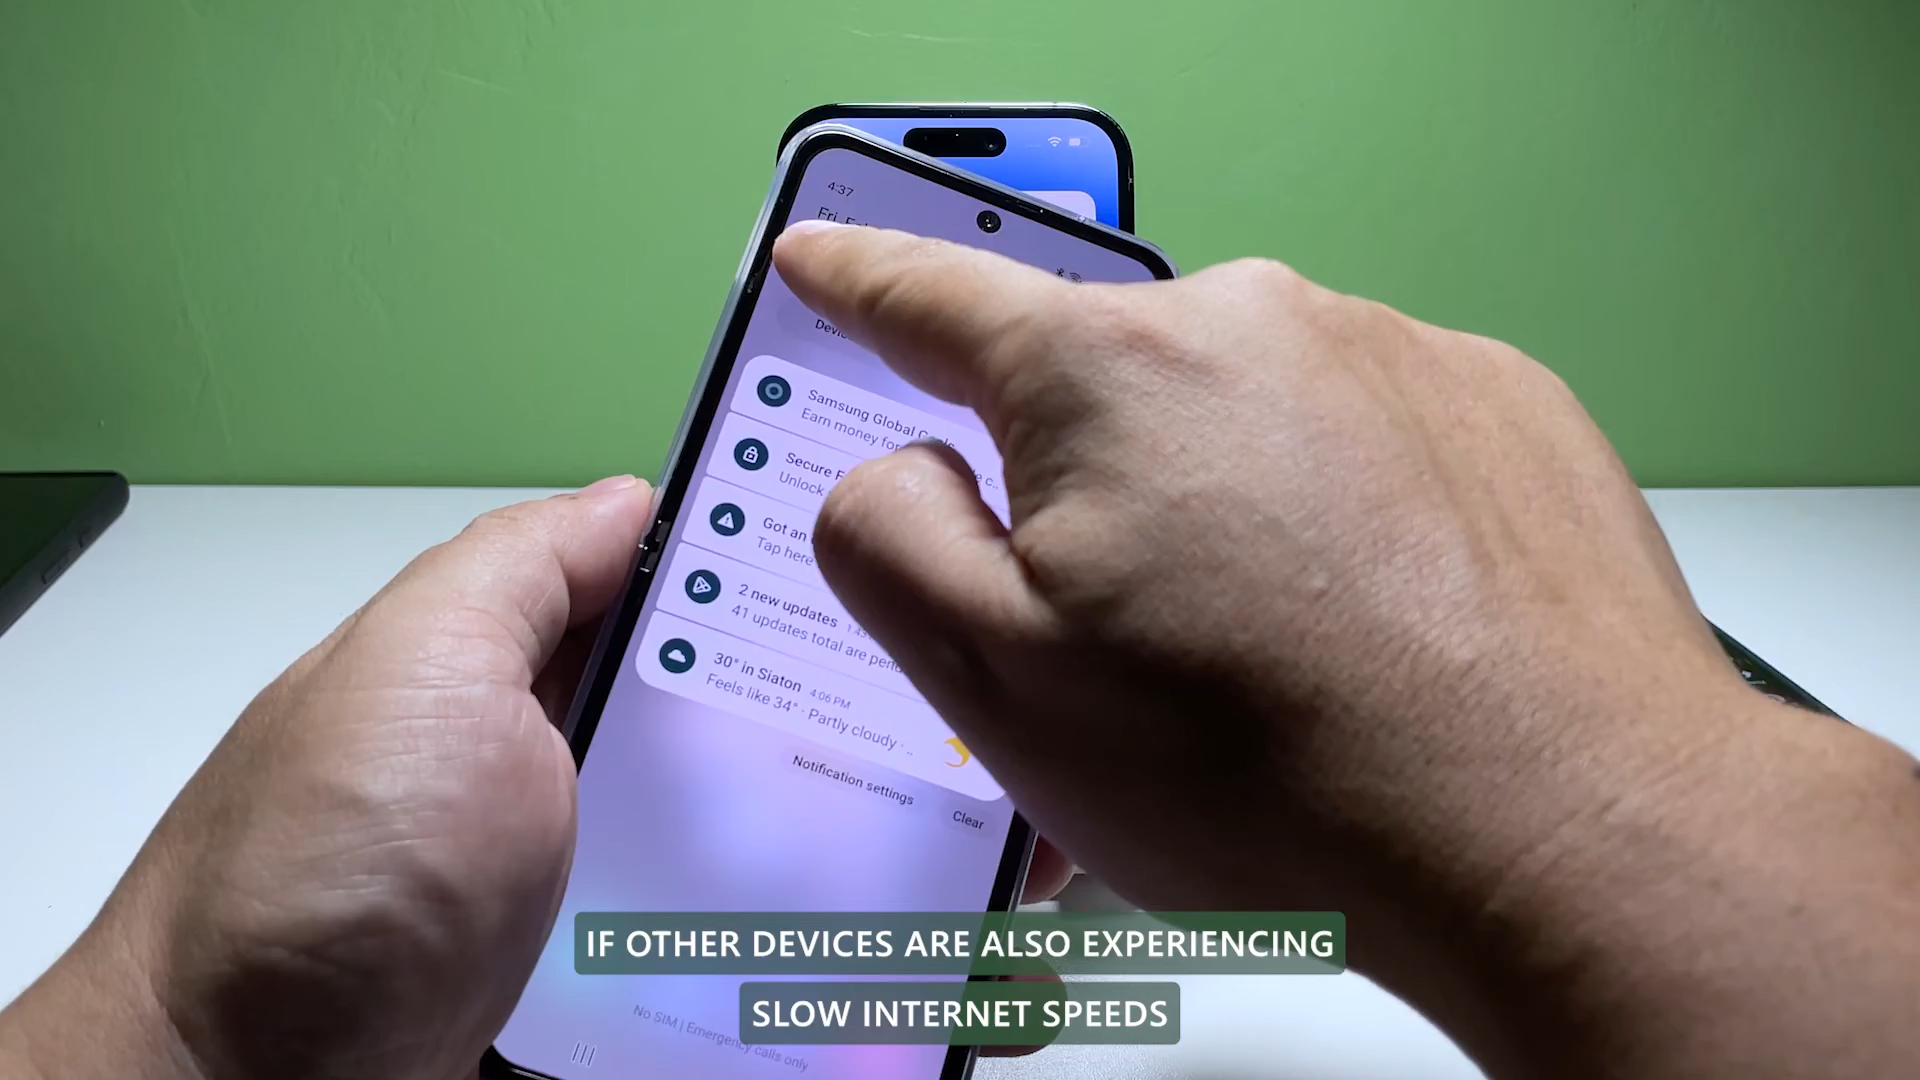 4:37
Fri,
Samsung Global Goals
Earn money for
Secure
Unlock
Got an
Tap here
2 new updates
41 updates total are
30° in Siaton 4:06 PM
Feels like 34° · Partly cloudy · ..
Notification settings
Clear
No SIM | Emergency calls only
IF OTHER DEVICES ARE ALSO EXPERIENCING
SLOW INTERNET SPEEDS